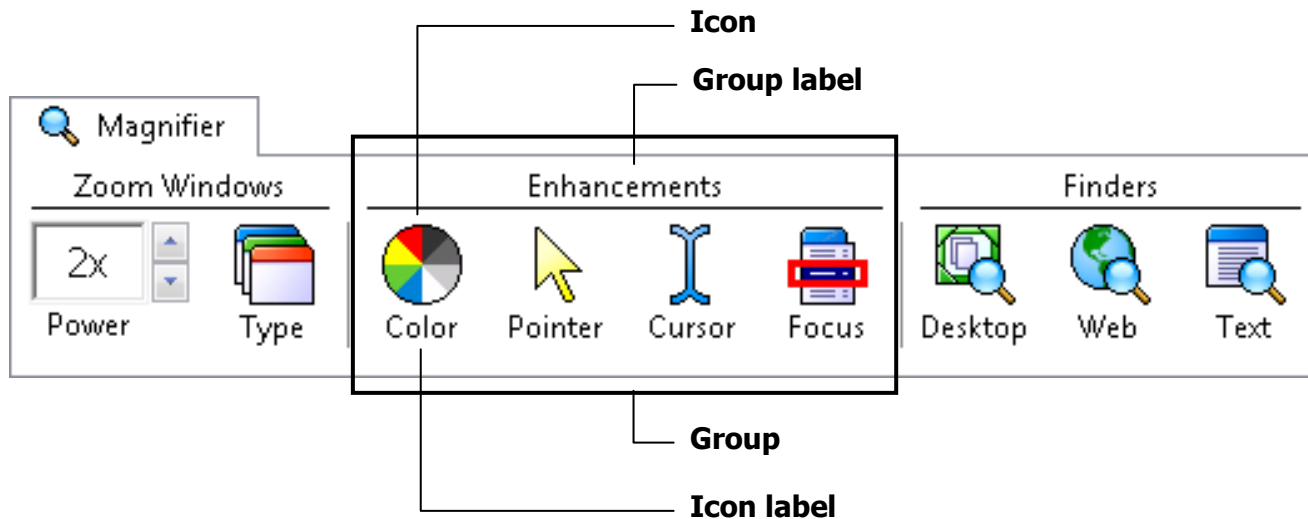 Icon
Group label
Magnifier
Zoom Windows Enhancements Finders
2x
Power Type Color Pointer Cursor Focus Desktop Web Text
Group
Icon label